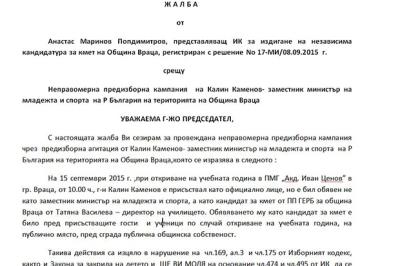 Ж А Л Б А
от
Анастас Маринов Попдимитров, представляващ ИК за издигане на независима
кандидатура за кмет на Община Враца, регистриран с решение № 17-МИ/08.09.2015 г.
срещу
Неправомерна предизборна кампания на Калин Каменов- заместник министър на
младежта и спорта на Р България на територията на Община Враца
УВАЖАЕМА Г-ЖО ПРЕДСЕДАТЕЛ,
С настоящата жалба Ви сезирам за провеждана неправомерна предизборна кампания
чрез предизборна агитация от Калин Каменов- заместник министър на младежта и спорта на Р
България на територията на Община Враца,която се изразява в следното :
На 15 септември 2015 г. ,при откриване на учебната година в ПМГ „Акд. Иван Ценов" в
гр. Враца, от 10.00 ч., г-н Калин Каменов е присъствал като официално лице, но е бил обявен не
като заместник министър на младежта и спорта, а като кандидат за кмет от ПП ГЕРБ за община
Враца от Татяна Василева – директор на училището. Обявяването му като кандидат за кмет е
било пред присъстващите гости и ученици по случай откриване на учебната година, на
публично място, пред сграда публична общинска собственост.
Такива действия са изцяло в нарушение на чл.169, ал.3 и чл.175 от Изборният кодекс,
както и Закона за закрила на детето и ЩЕ ВИ МОЛЯ на основание чл.474 и чл.495 от ИК да се